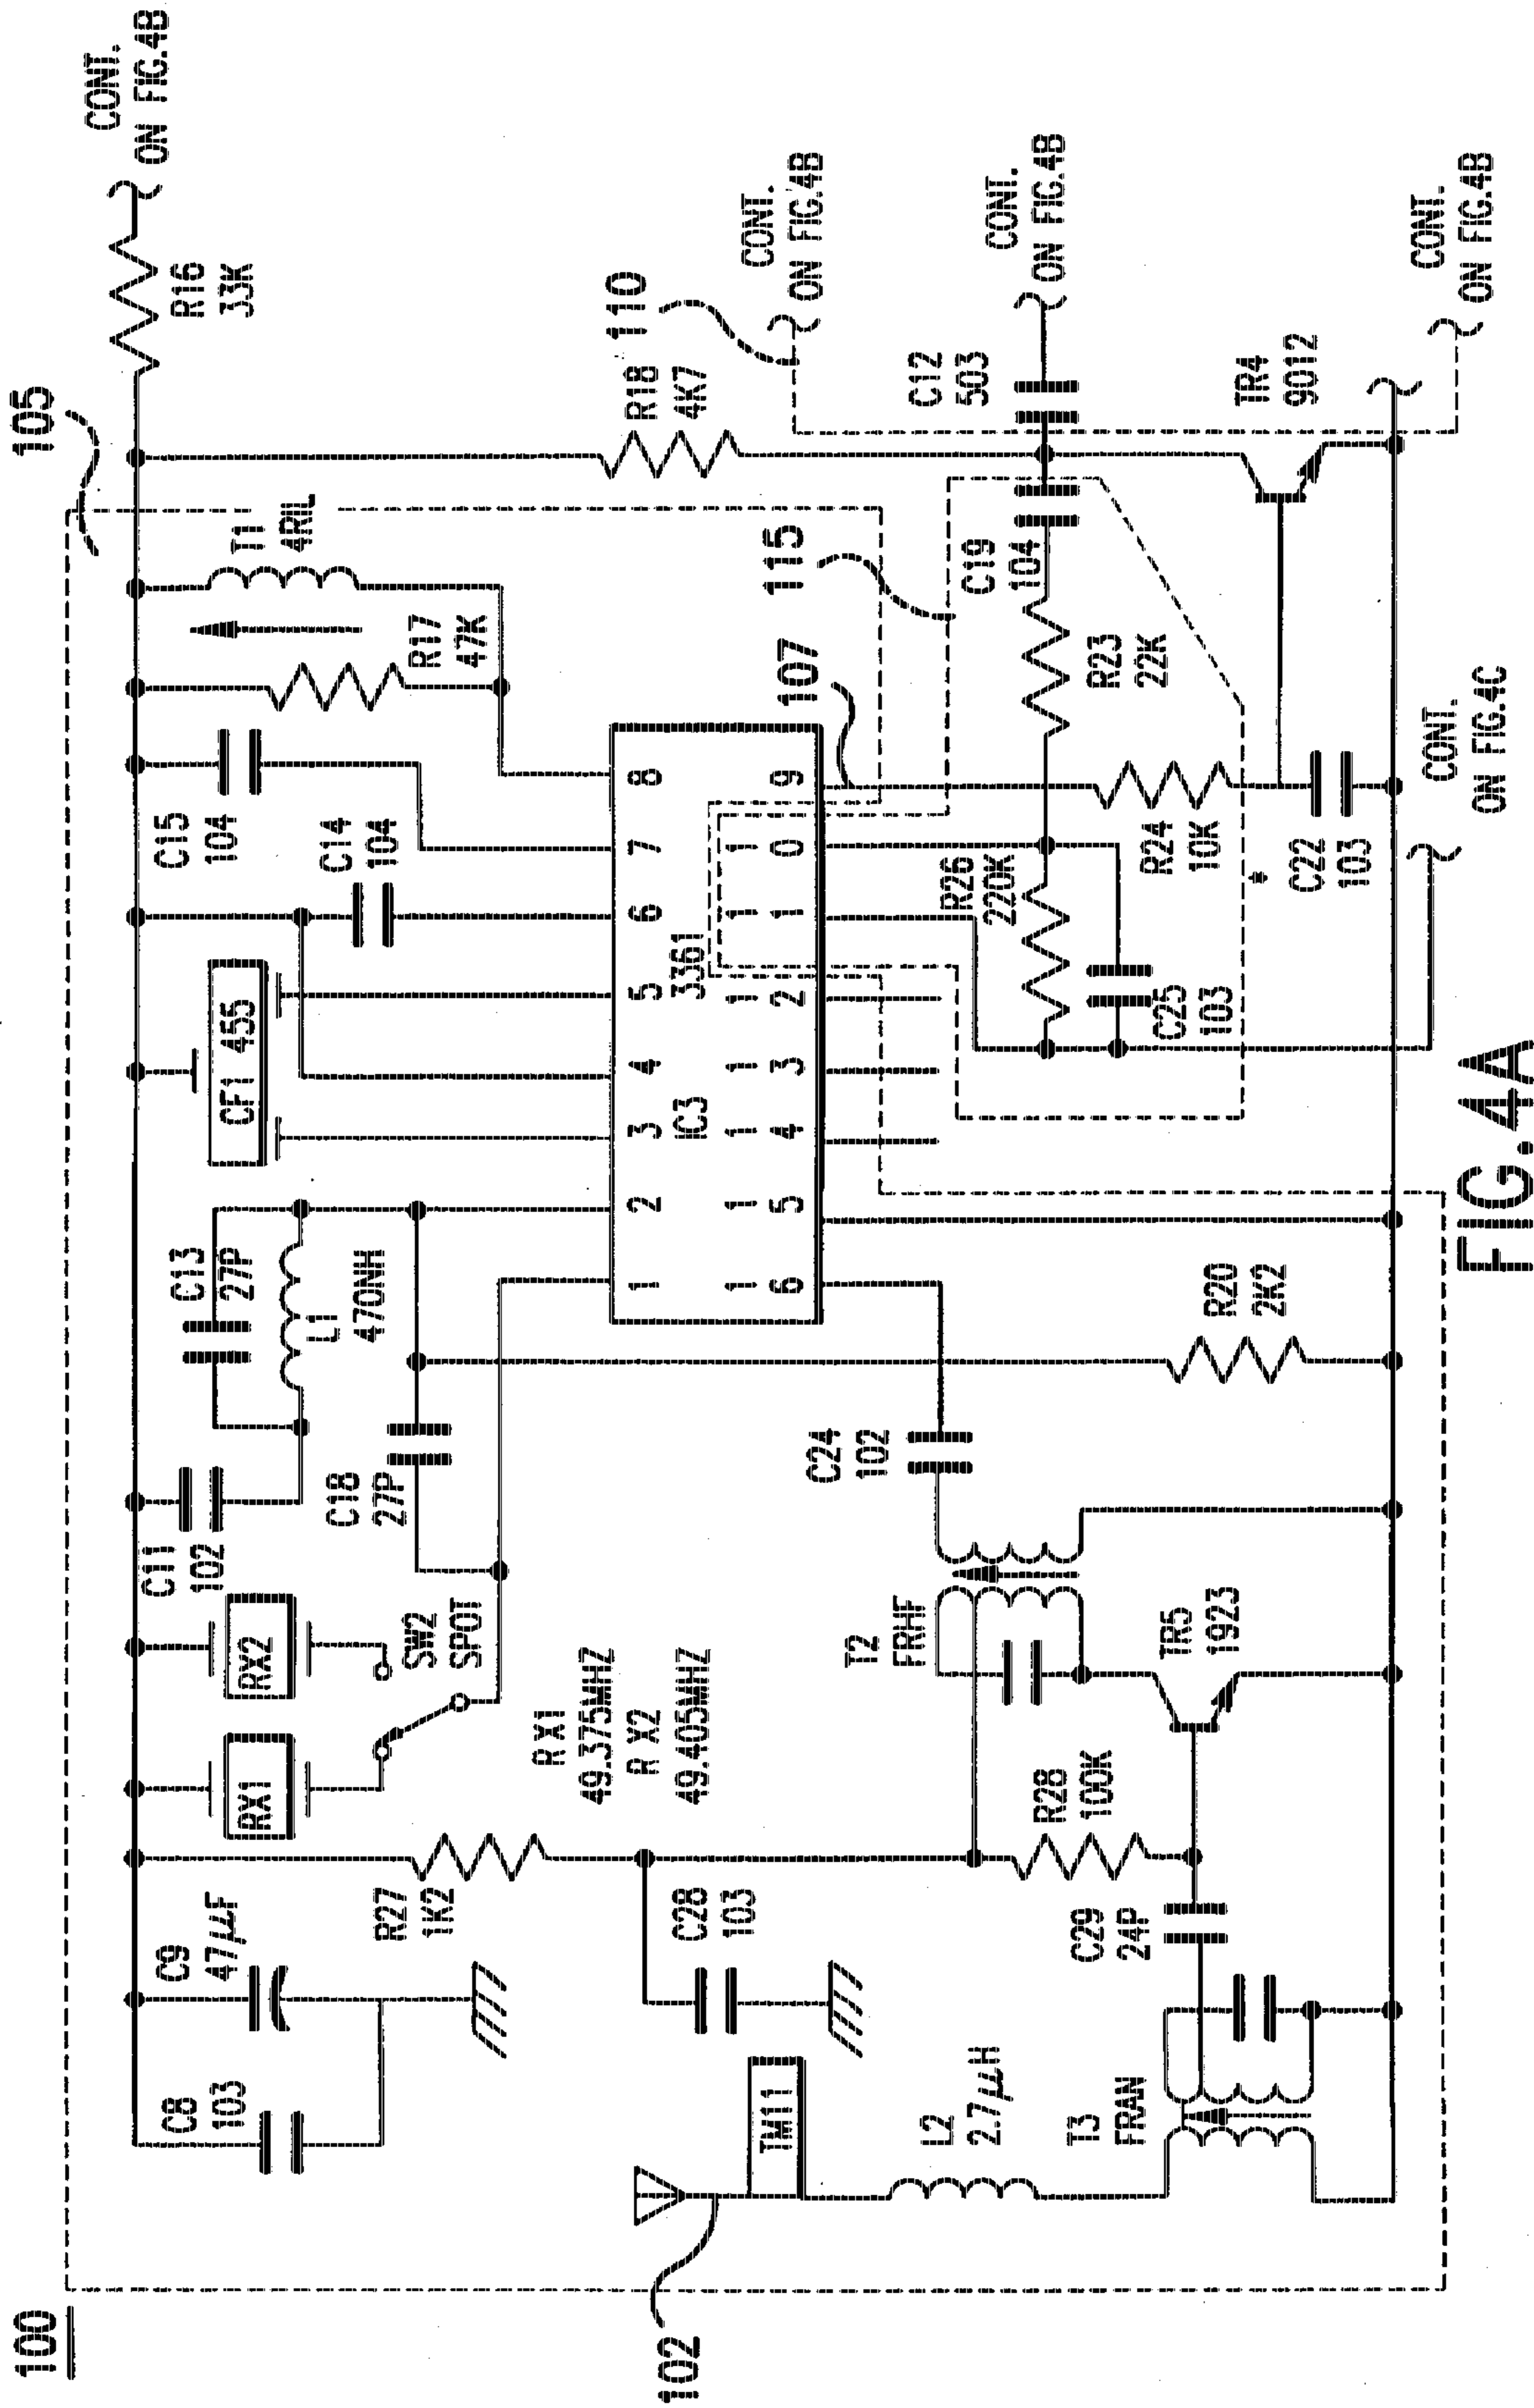 100
105
CONT.
ON FIG.4B
R16
33K
C8
103
C9
47μμF
RX1
RX2
C11
102
C13
27P
L1
470NH
CF1 455
C15
104
C14
104
R17
47K
T1
4RIL
R27
1K2
SW2
SPOT
C18
27P
R18
4K7
110
CONT.
ON FIG.4B
RX1
49.375MHZ
R X2
49.405MHZ
1 2 3 4 5 6 7 8
IC3 3361
16 15 14 13 12 11 10 9
107
115
102
TM11
C28
103
C24
102
C12
503
CONT.
ON FIG.4B
C19
104
L2
2.7μH
T2
FRHF
R26
220K
R23
22K
R28
100K
C29
24P
T3
FRAN
C25
103
R24
10K
TR5
1923
R20
2K2
*
C22
103
TR4
9012
CONT.
ON FIG.4C
CONT.
ON FIG.4B
FIG.4A